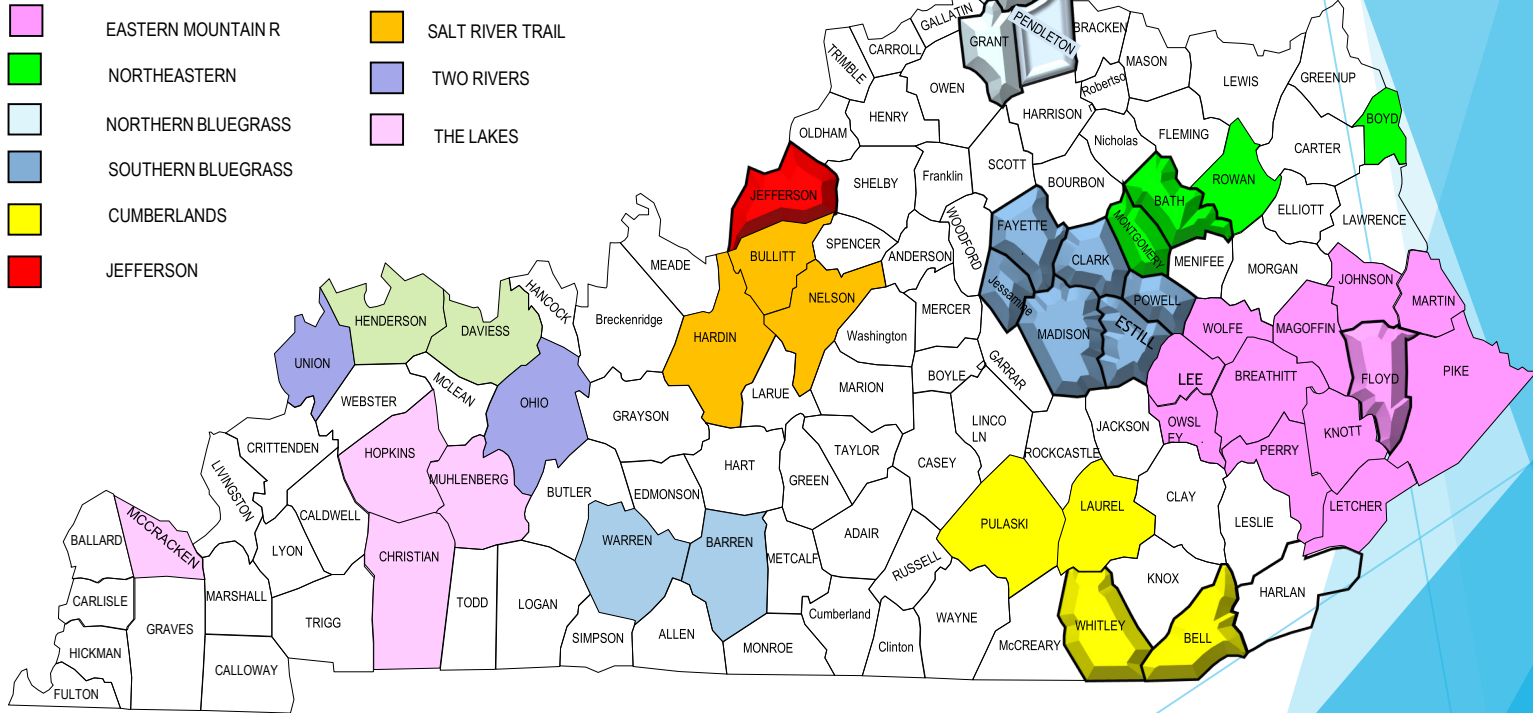 EASTERN MOUNTAIN R
NORTHEASTERN
NORTHERN BLUEGRASS
SOUTHERN BLUEGRASS
CUMBERLANDS
JEFFERSON
SALT RIVER TRAIL
TWO RIVERS
THE LAKES
GALLATIN
GRANT
PENDLETON
BRACKEN
CARROLL
TRIMBLE
OWEN
Robertso
MASON
LEWIS
GREENUP
HENRY
HARRISON
OLDHAM
Nicholas
FLEMING
BOYD
CARTER
SCOTT
SHELBY
Franklin
BOURBON
ROWAN
JEFFERSON
BATH
ELLIOTT
LAWRENCE
WOODFORD
FAYETTE
MONTGOMERY
SPENCER
BULLITT
ANDERSON
CLARK
MENIFEE
MORGAN
MEADE
NELSON
Jessamine
POWELL
JOHNSON
MARTIN
HANCOCK
Breckenridge
MERCER
ESTILL
HENDERSON
DAVIESS
HARDIN
Washington
MADISON
WOLFE
MAGOFFIN
UNION
GARRAR
LEE
BREATHITT
FLOYD
PIKE
MCLEAN
BOYLE
WEBSTER
OHIO
LARUE
MARION
GRAYSON
LINCO
LN
JACKSON
OWSL
EY
KNOTT
CRITTENDEN
HOPKINS
TAYLOR
ROCKCASTLE
PERRY
LIVINGSTON
MUHLENBERG
HART
GREEN
CASEY
BUTLER
EDMONSON
CLAY
LETCHER
CALDWELL
LAUREL
LESLIE
MCCRACKEN
PULASKI
BALLARD
LYON
CHRISTIAN
WARREN
BARREN
METCALF
ADAIR
RUSSELL
KNOX
HARLAN
CARLISLE
MARSHALL
TODD
LOGAN
Cumberland
WAYNE
GRAVES
TRIGG
SIMPSON
ALLEN
MONROE
Clinton
McCREARY
WHITLEY
BELL
HICKMAN
CALLOWAY
FULTON